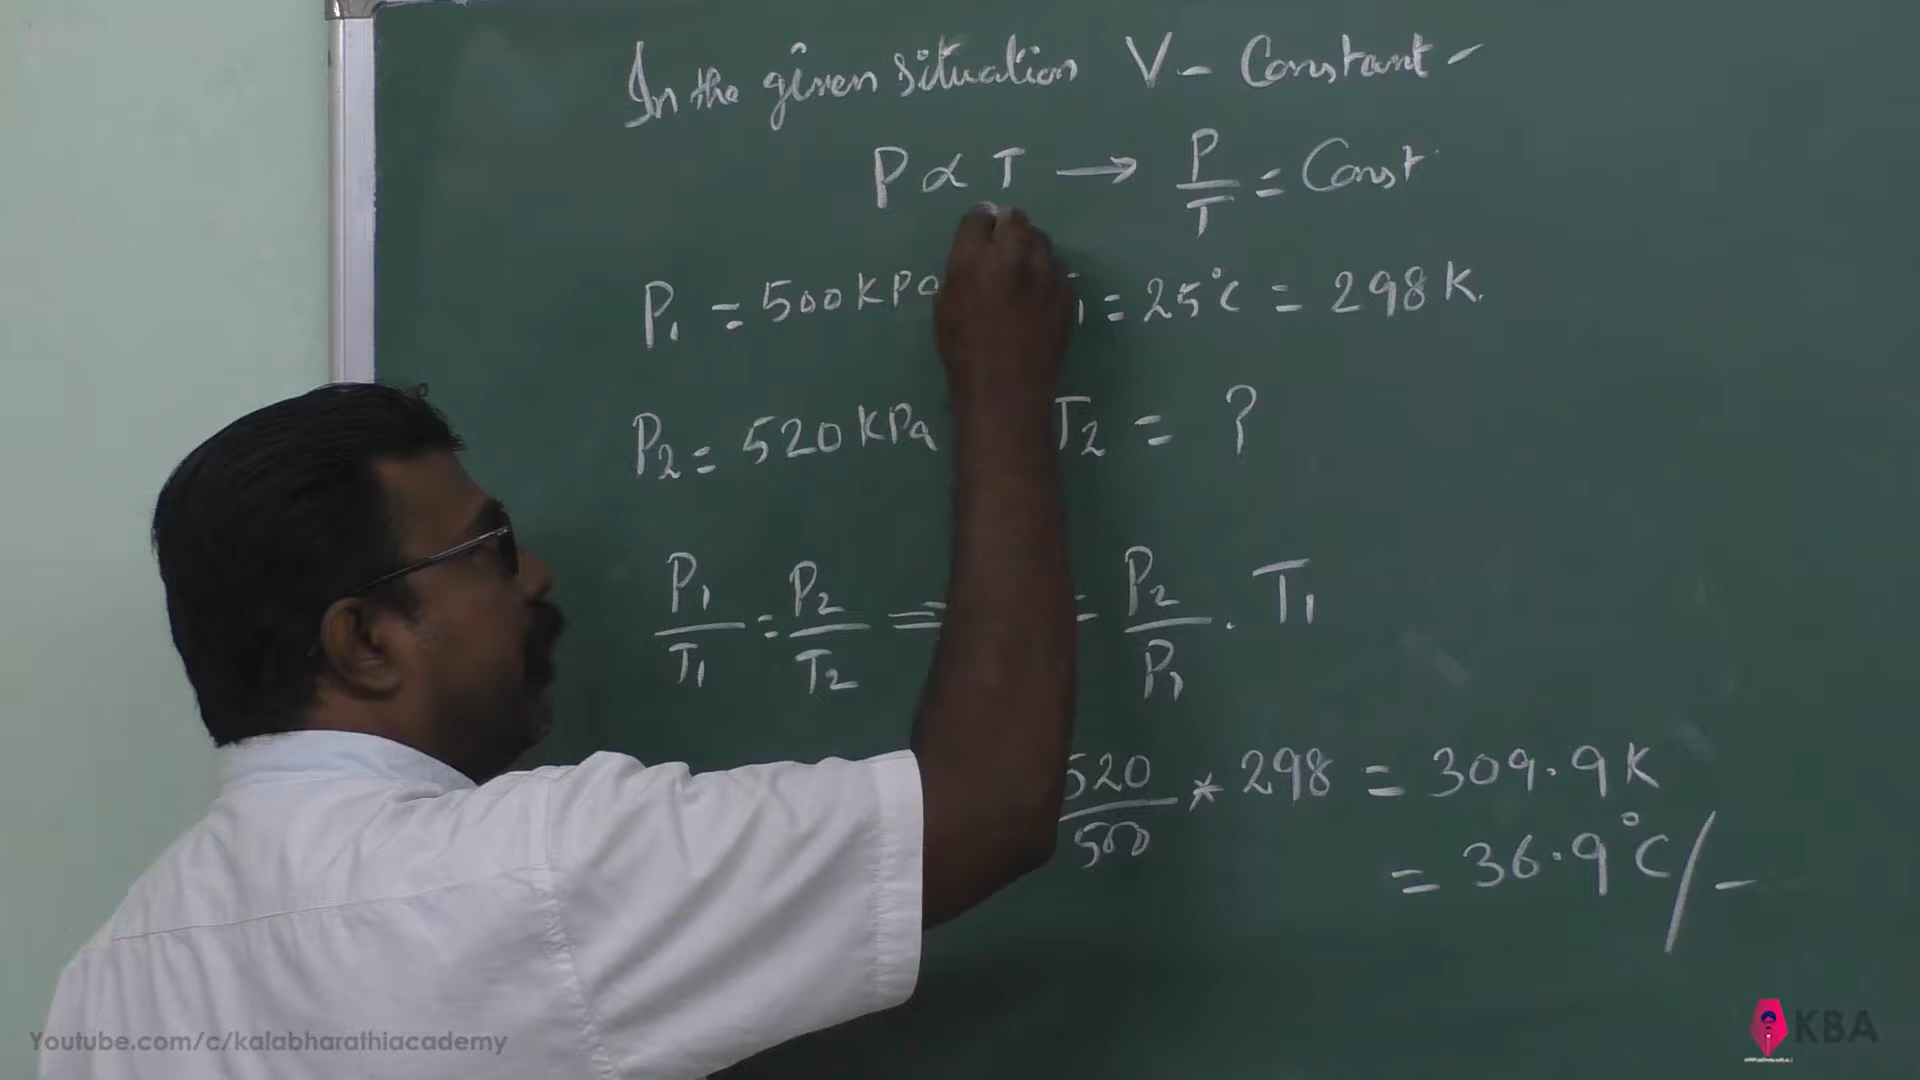 In the given situation V - Constant -
P ∝ T → P/T = Const
P₁ = 500 KPa = 25°C = 298 K.
P₂ = 520 KPa T₂ = ?
P₁/T₁ = P₂/T₂ = P₂/P₁ . T₁
520/500 * 298 = 309.9 K
= 36.9°C/-
Youtube.com/c/kalabharathiacademy
KBA